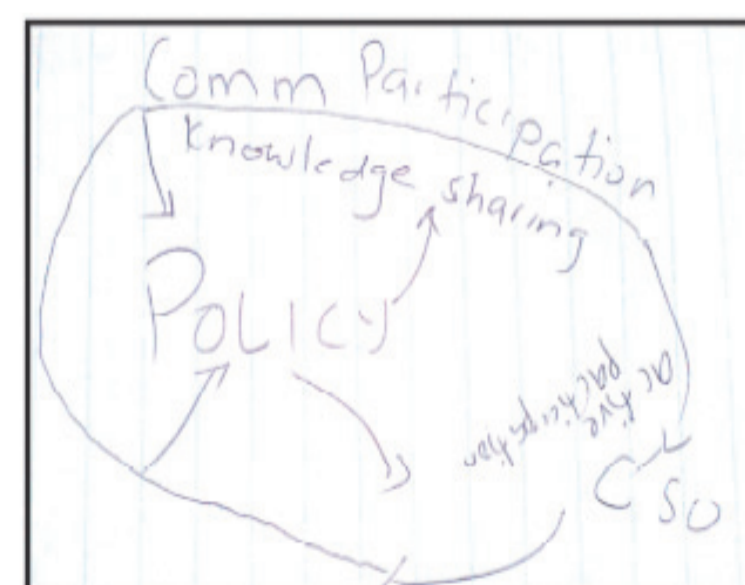 Comm Participation
Knowledge sharing
POLICY
active
participation
CSO